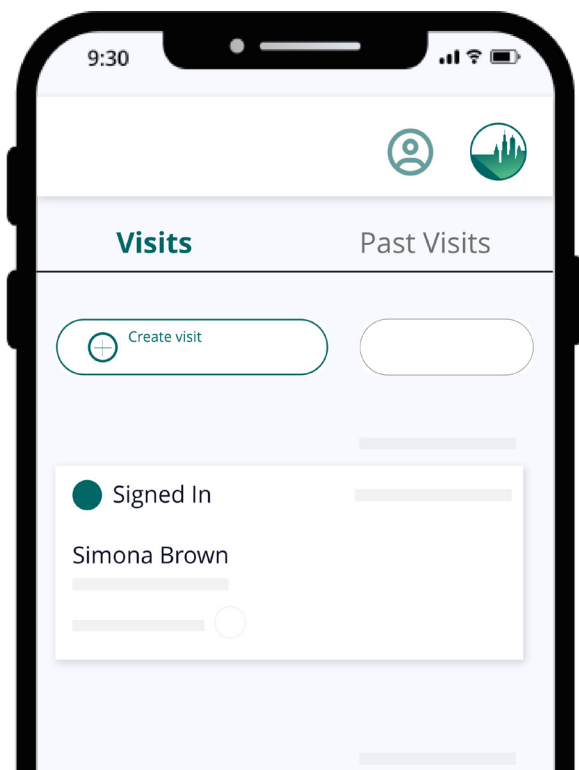 9:30
Visits
Past Visits
Create visit
Signed In
Simona Brown